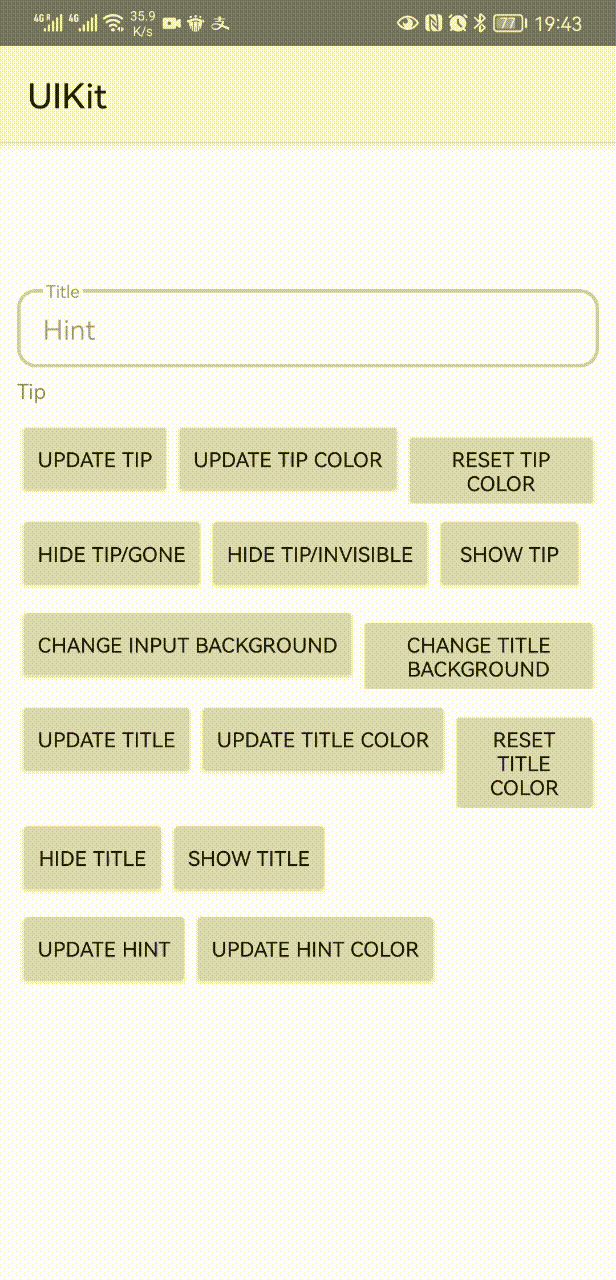 4G R 4G 35.9 K/s 支 77 19:43
UIKit
Title
Hint
Tip
UPDATE TIP UPDATE TIP COLOR RESET TIP
COLOR
HIDE TIP/GONE HIDE TIP/INVISIBLE SHOW TIP
CHANGE INPUT BACKGROUND CHANGE TITLE
BACKGROUND
UPDATE TITLE UPDATE TITLE COLOR RESET
TITLE
COLOR
HIDE TITLE SHOW TITLE
UPDATE HINT UPDATE HINT COLOR